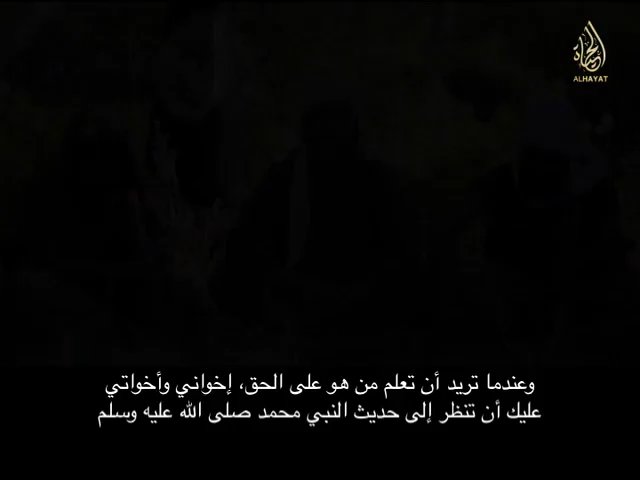 الحياة
ALHAYAT
وعندما تريد أن تعلم من هو على الحق، إخواني وأخواتي
عليك أن تنظر إلى حديث النبي محمد صلى الله عليه وسلم